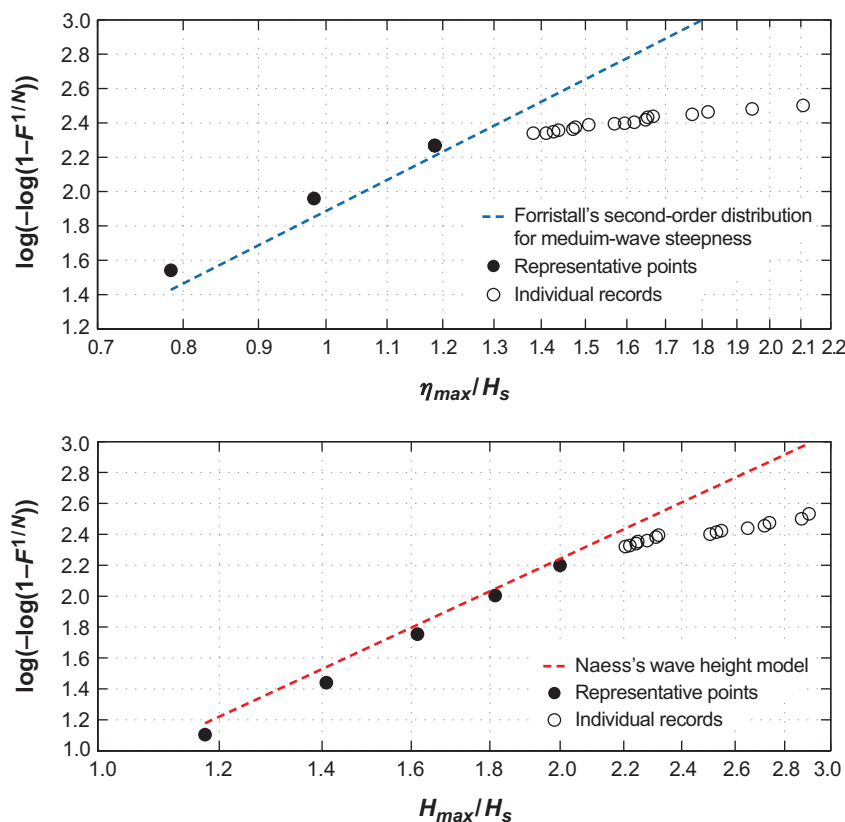 3.0
2.8
2.6
2.4
2.2
2.0
1.8
1.6
1.4
1.2
log(–log(1–F^{1/N}))
Forristall's second-order distribution
for meduim-wave steepness
Representative points
Individual records
0.7 0.8 0.9 1 1.1 1.2 1.3 1.4 1.5 1.6 1.7 1.8 1.9 2.0 2.1 2.2
η_{max}/H_s
3.0
2.8
2.6
2.4
2.2
2.0
1.8
1.6
1.4
1.2
1.0
log(–log(1–F^{1/N}))
Naess's wave height model
Representative points
Individual records
1.0 1.2 1.4 1.6 1.8 2.0 2.2 2.4 2.6 2.8 3.0
H_{max}/H_s